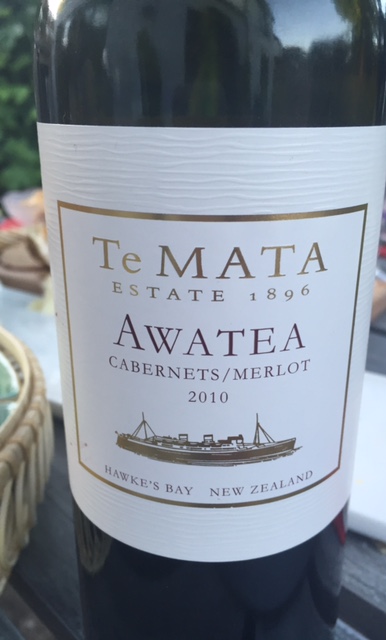 Te MATA
ESTATE 1896
AWATEA
CABERNETS/MERLOT
2010
HAWKE'S BAY NEW ZEALAND